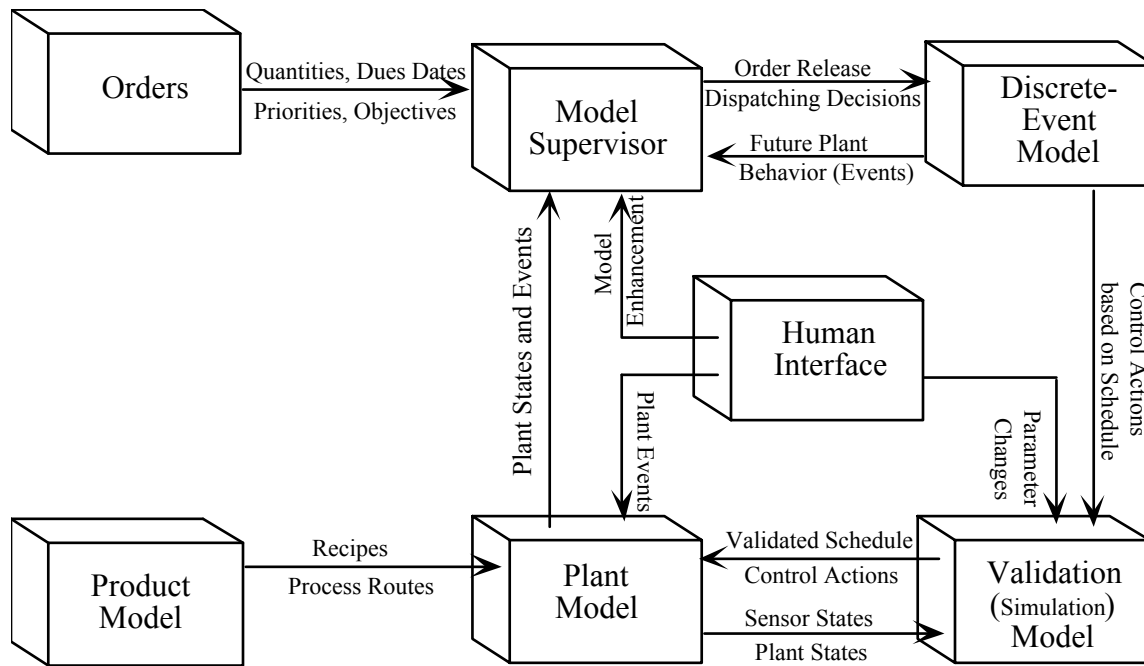 Orders
Quantities, Dues Dates
Priorities, Objectives
Model
Supervisor
Order Release
Dispatching Decisions
Future Plant
Behavior (Events)
Discrete-
Event
Model
Plant States and Events
Model
Enhancement
Human
Interface
Control Actions
based on Schedule
Plant Events
Parameter
Changes
Product
Model
Recipes
Process Routes
Plant
Model
Validated Schedule
Control Actions
Sensor States
Plant States
Validation
(Simulation)
Model